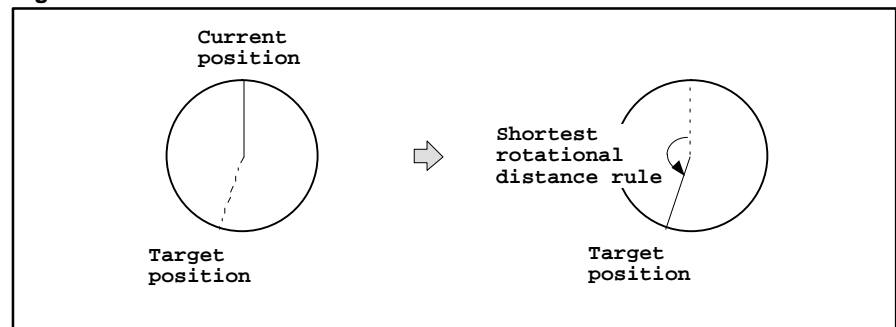 Current
position
Target
position
Shortest
rotational
distance rule
Target
position